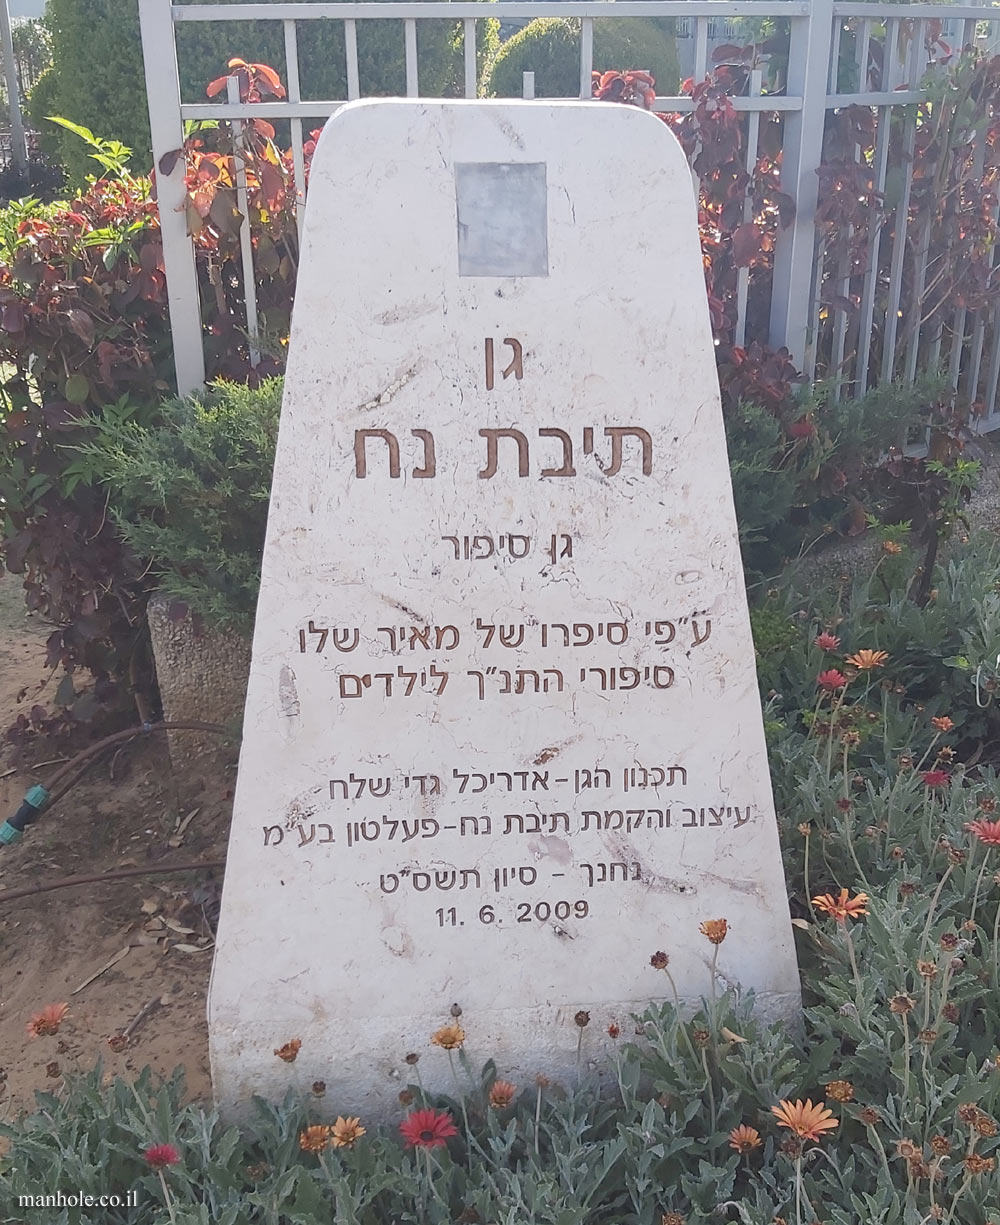 גן
תיבת נח
גן סיפור
ע״פי סיפרו של מאיר שלו
סיפורי התנ״ך לילדים
תכנון הגן - אדריכל גדי שלח
עיצוב והקמת תיבת נח - פעלטון בע״מ
נחנך - סיון תשס״ט
11. 6. 2009
manhole.co.il